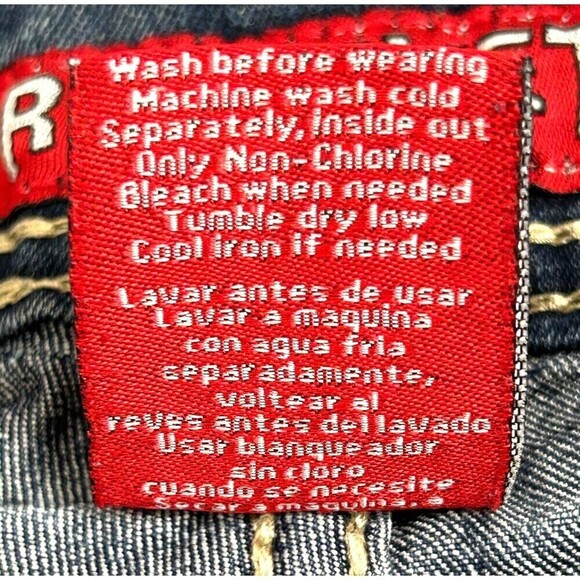 R
Wash before wearing
Machine wash cold
Separately, inside out
Only Non-Chlorine
Bleach when needed
Tumble dry low
Cool iron if needed
Lavar antes de usar
Lavar a maquina
con agua fria
separadamente,
voltear al
reves antes del lavado
Usar blanqueador
sin cloro
cuando se necesite
Secar a maquina, a